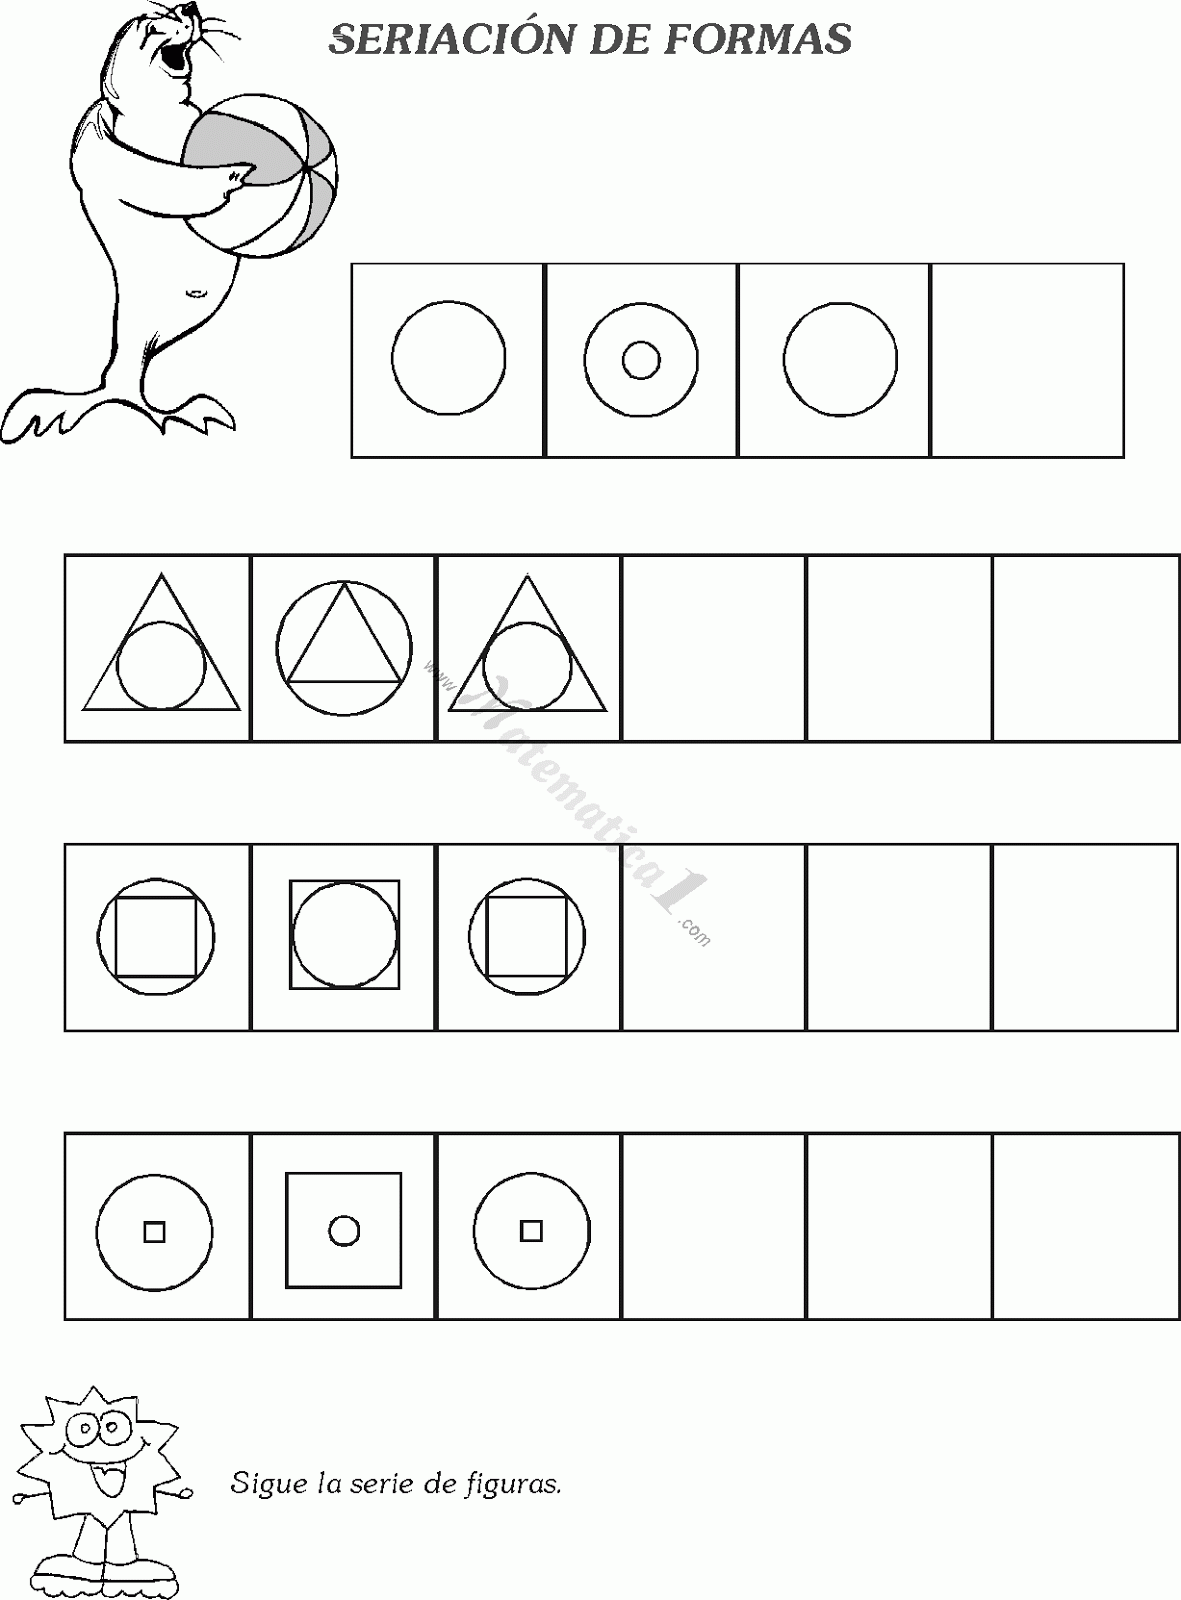 SERIACIÓN DE FORMAS
www.Matematica1.com
Sigue la serie de figuras.